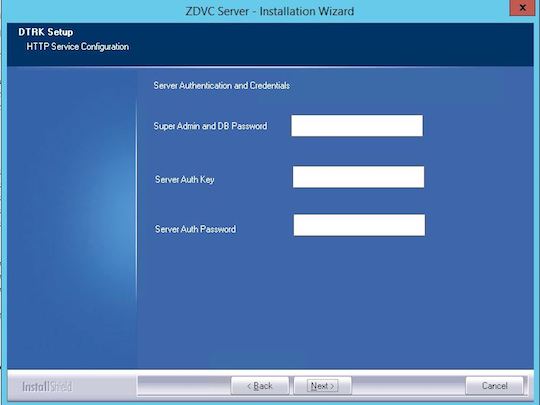 ZDVC Server - Installation Wizard
x
DTRK Setup
HTTP Service Configuration
Server Authentication and Credentials
Super Admin and DB Password
Server Auth Key
Server Auth Password
InstallShield
< Back
Next >
Cancel